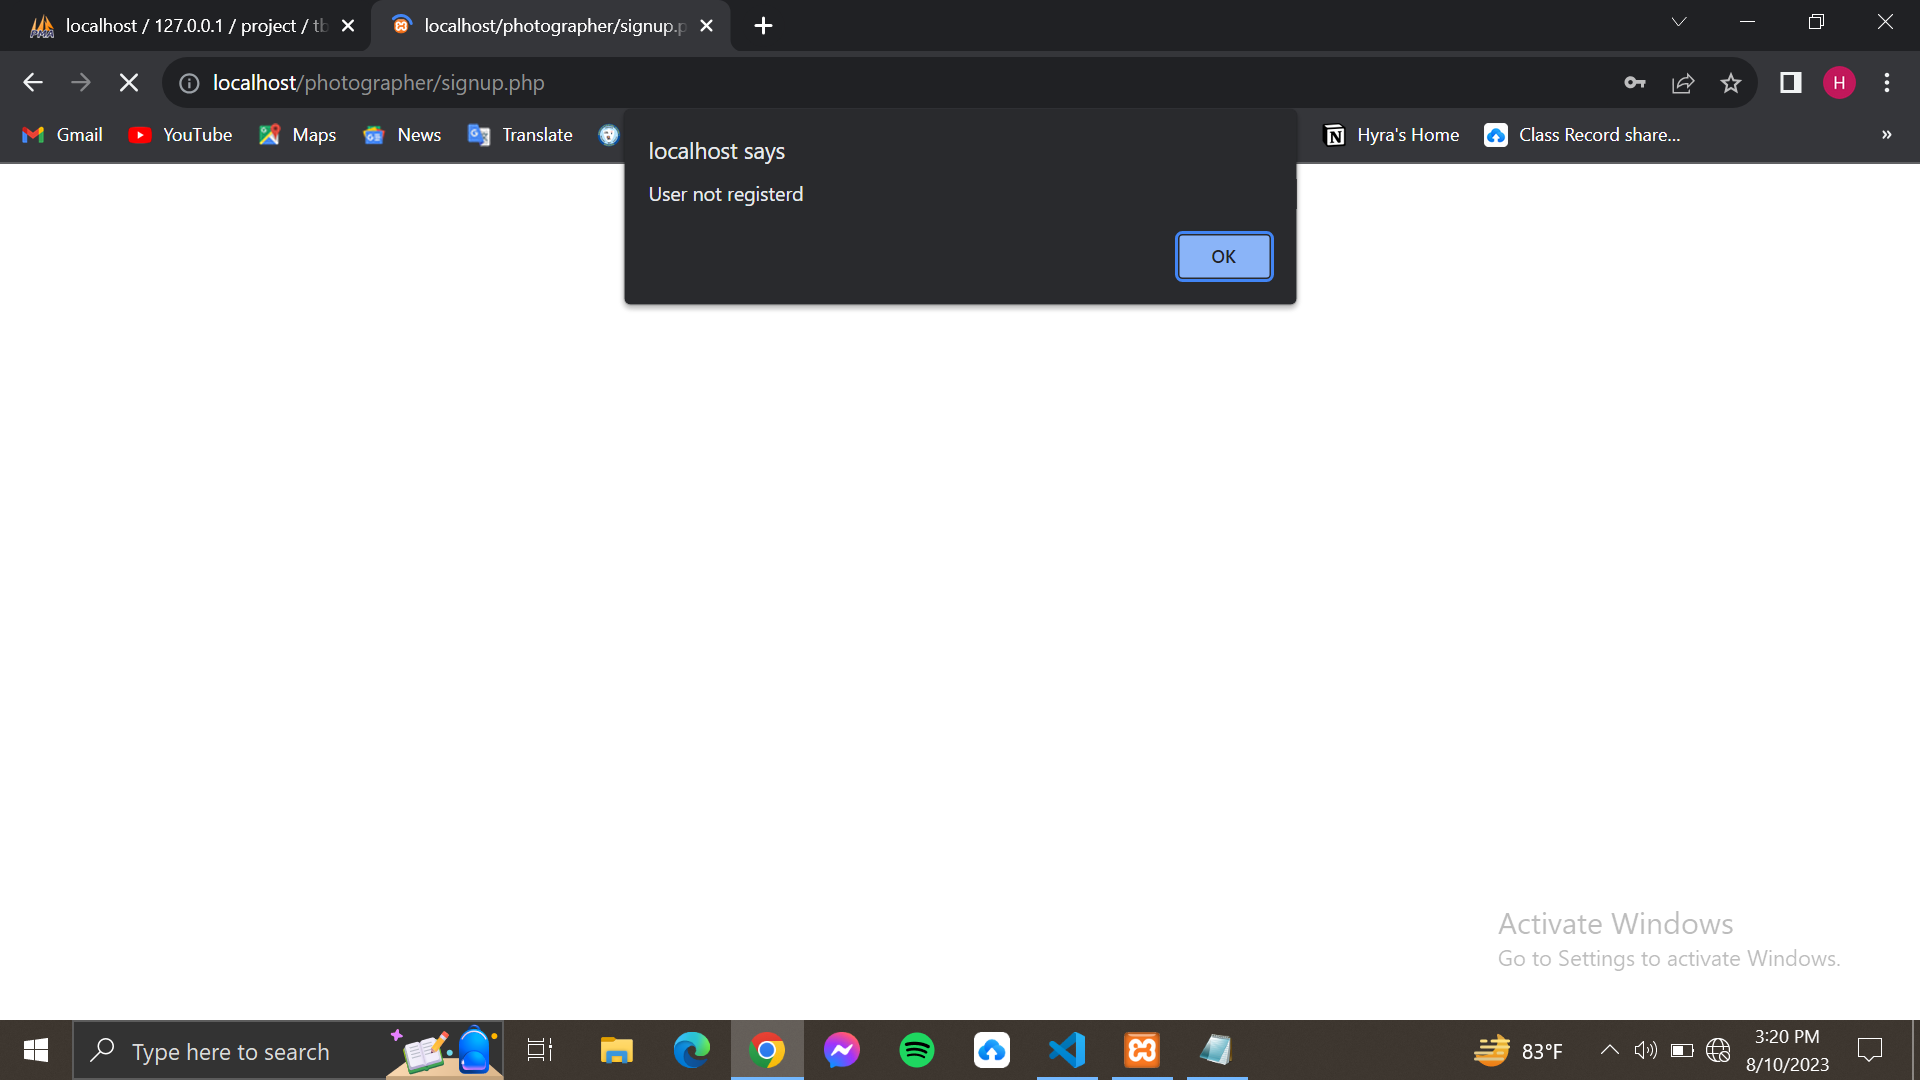 localhost / 127.0.0.1 / project / tb
localhost/photographer/signup.p
localhost/photographer/signup.php
H
Gmail
YouTube
Maps
News
Translate
Hyra's Home
Class Record share...
»
localhost says
User not registerd
OK
Activate Windows
Go to Settings to activate Windows.
Type here to search
83°F
3:20 PM
8/10/2023